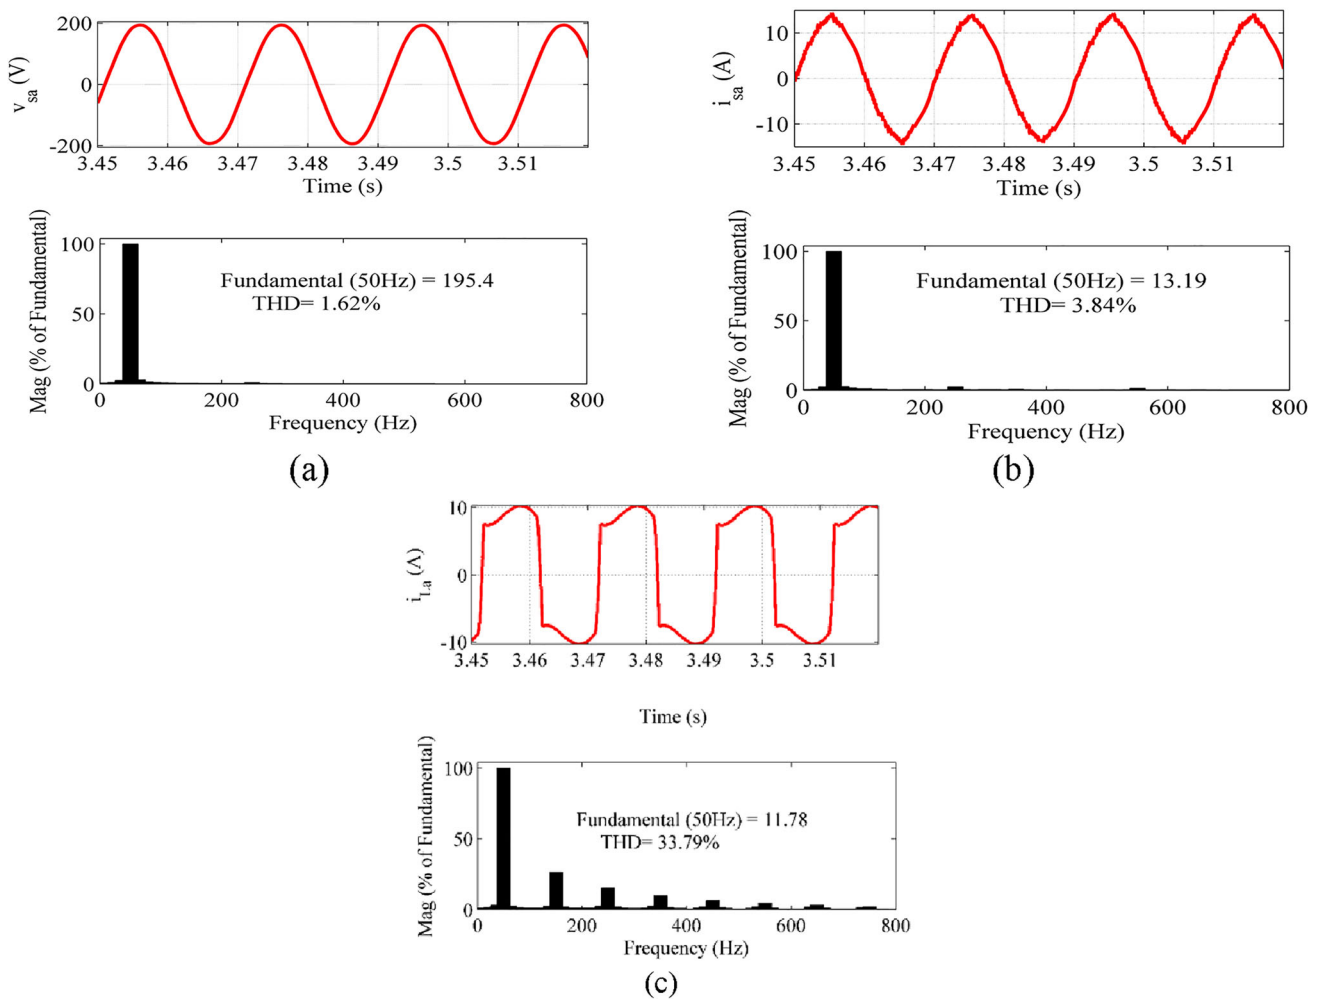 v sa (V)
200
0
-200
3.45 3.46 3.47 3.48 3.49 3.5 3.51
Time (s)
Mag (% of Fundamental)
100
50
0
Fundamental (50Hz) = 195.4
THD= 1.62%
0 200 400 600 800
Frequency (Hz)
(a)
i sa (A)
10
0
-10
3.45 3.46 3.47 3.48 3.49 3.5 3.51
Time (s)
Mag (% of Fundamental)
100
50
0
Fundamental (50Hz) = 13.19
THD= 3.84%
0 200 400 600 800
Frequency (Hz)
(b)
i La (A)
10
0
-10
3.45 3.46 3.47 3.48 3.49 3.5 3.51
Time (s)
Mag (% of Fundamental)
100
50
0
Fundamental (50Hz) = 11.78
THD= 33.79%
0 200 400 600 800
Frequency (Hz)
(c)